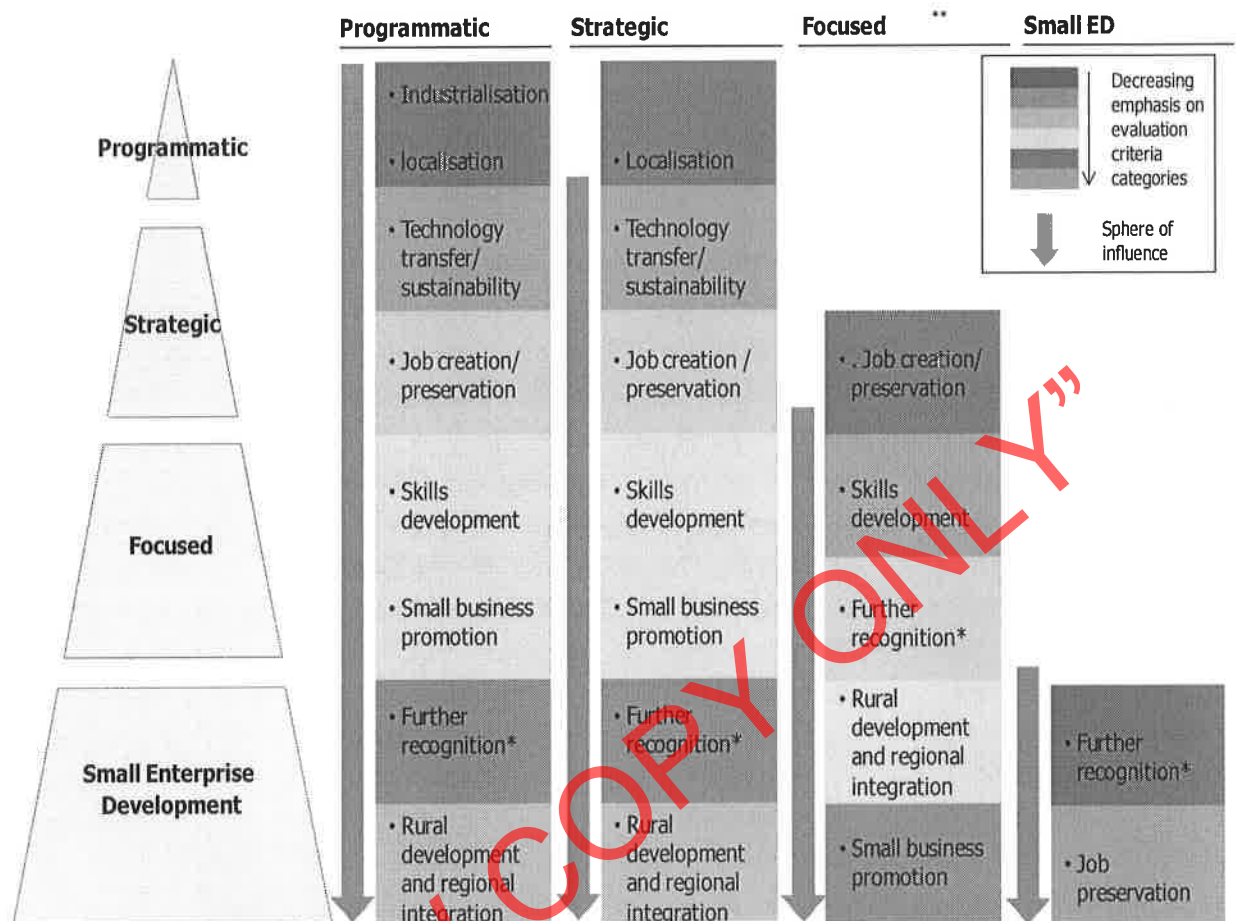 Programmatic
Strategic
Focused
Small ED
Programmatic
Strategic
Focused
Small Enterprise
Development
• Industrialisation
• localisation
• Technology
transfer/
sustainability
• Job creation/
preservation
• Skills
development
• Small business
promotion
• Further
recognition*
• Rural
development
and regional
integration
• Localisation
• Technology
transfer/
sustainability
• Job creation /
preservation
• Skills
development
• Small business
promotion
• Further
recognition*
• Rural
development
and regional
integration
• . Job creation/
preservation
• Skills
development
• Further
recognition*
• Rural
development
and regional
integration
• Small business
promotion
• Further
recognition*
• Job
preservation
Decreasing
emphasis on
evaluation
criteria
categories
Sphere of
influence
COPY ONLY”